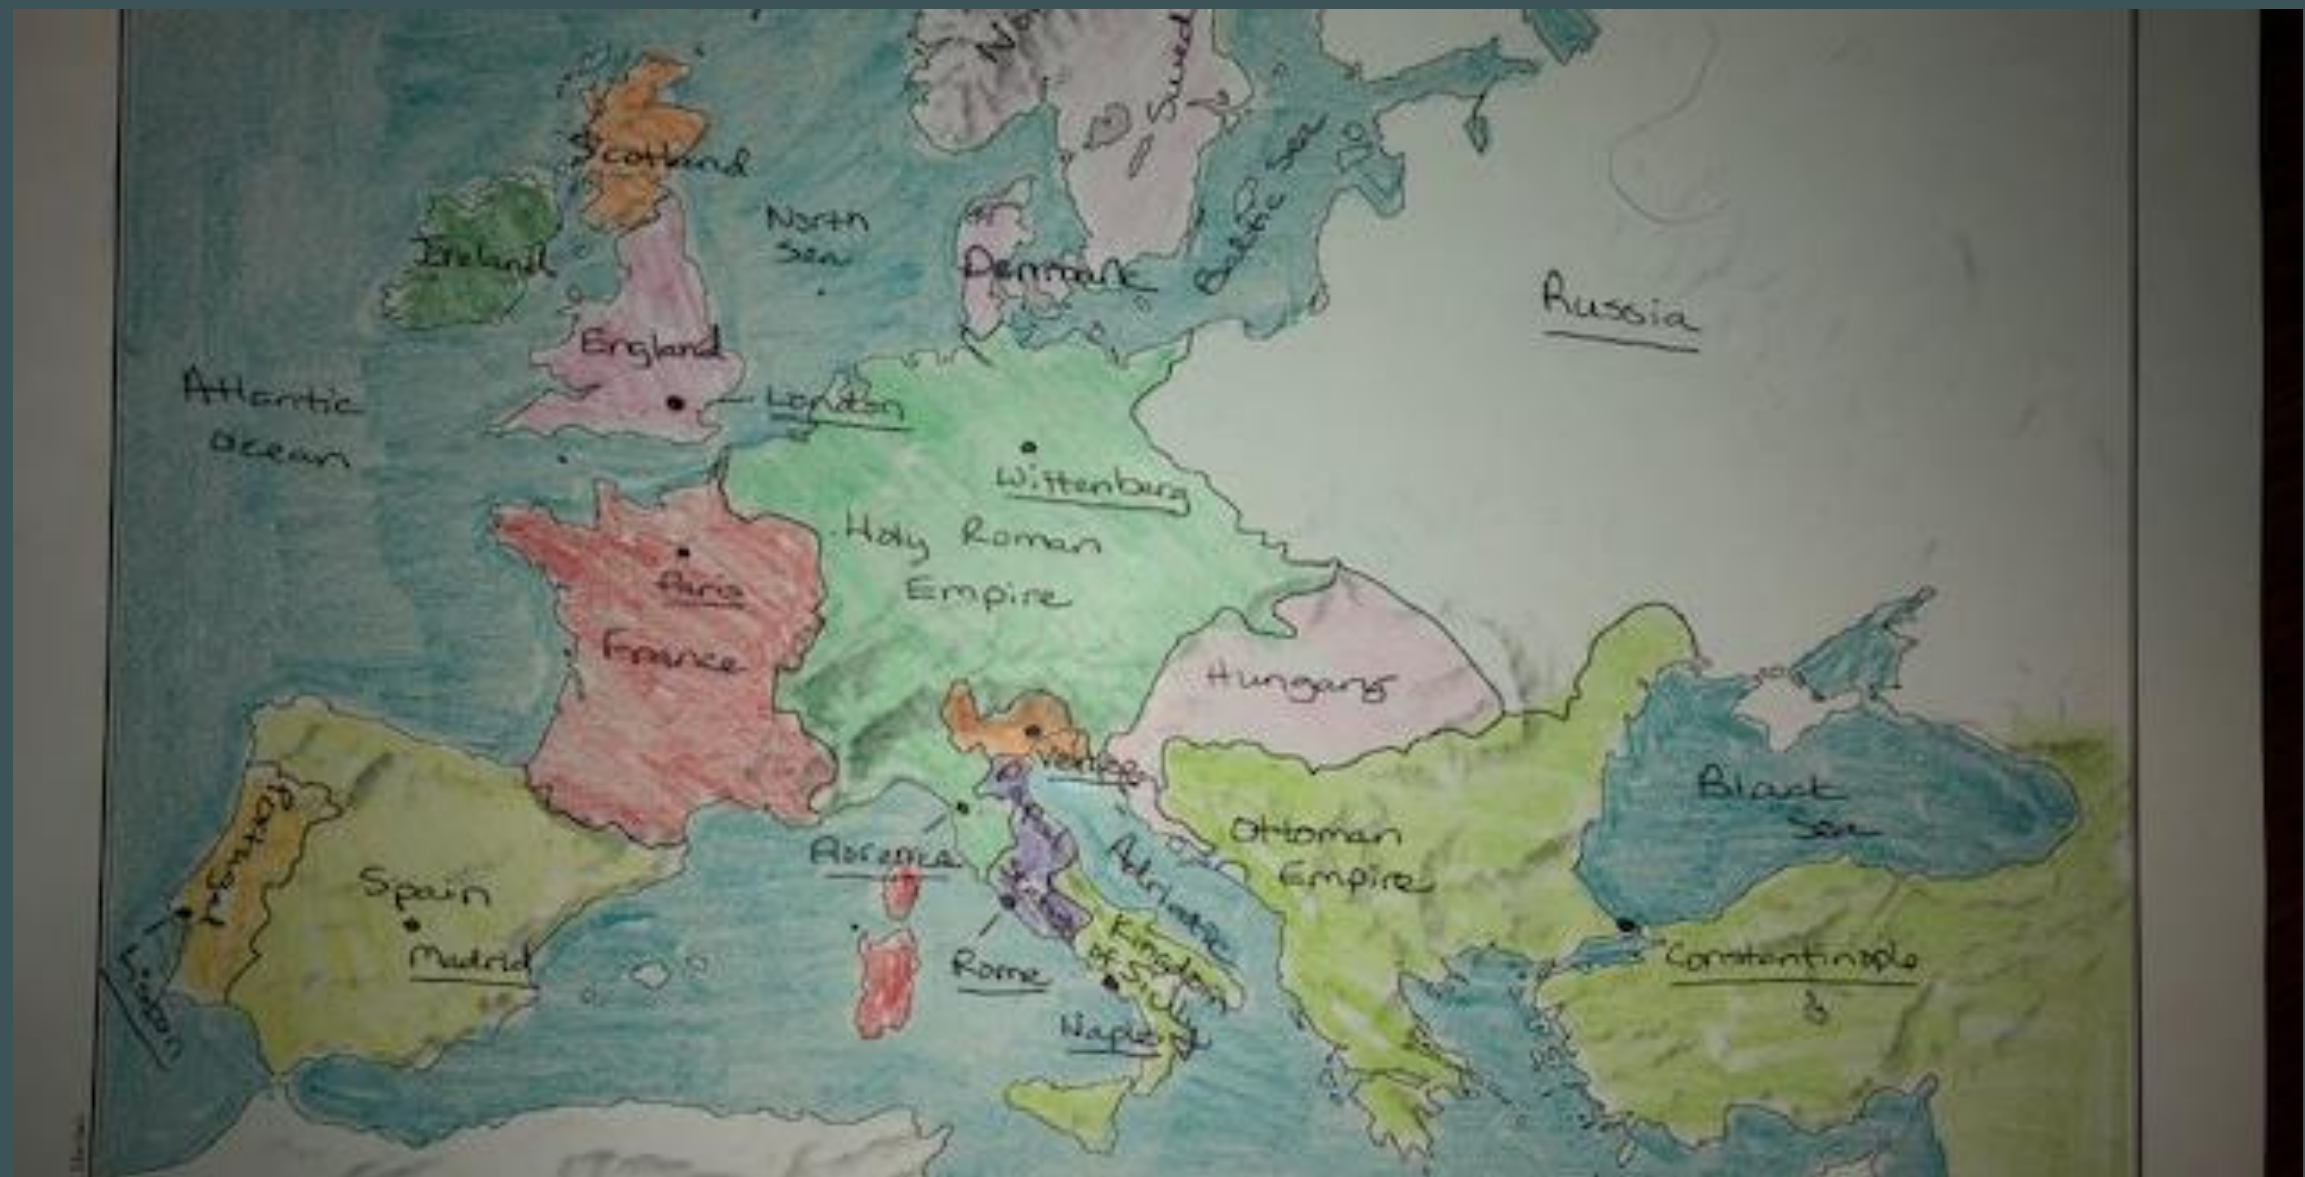 Scotland
Ireland
North
Sea
Denmark
Baltic Sea
Russia
England
London
Atlantic
Ocean
Wittenberg
Holy Roman
Empire
Paris
France
Hungary
Venice
Black
Sea
Portugal
Spain
Madrid
Lisbon
Florence
Rome
Adriatic
Ottoman
Empire
Kingdom
of Sicily
Naples
Constantinople